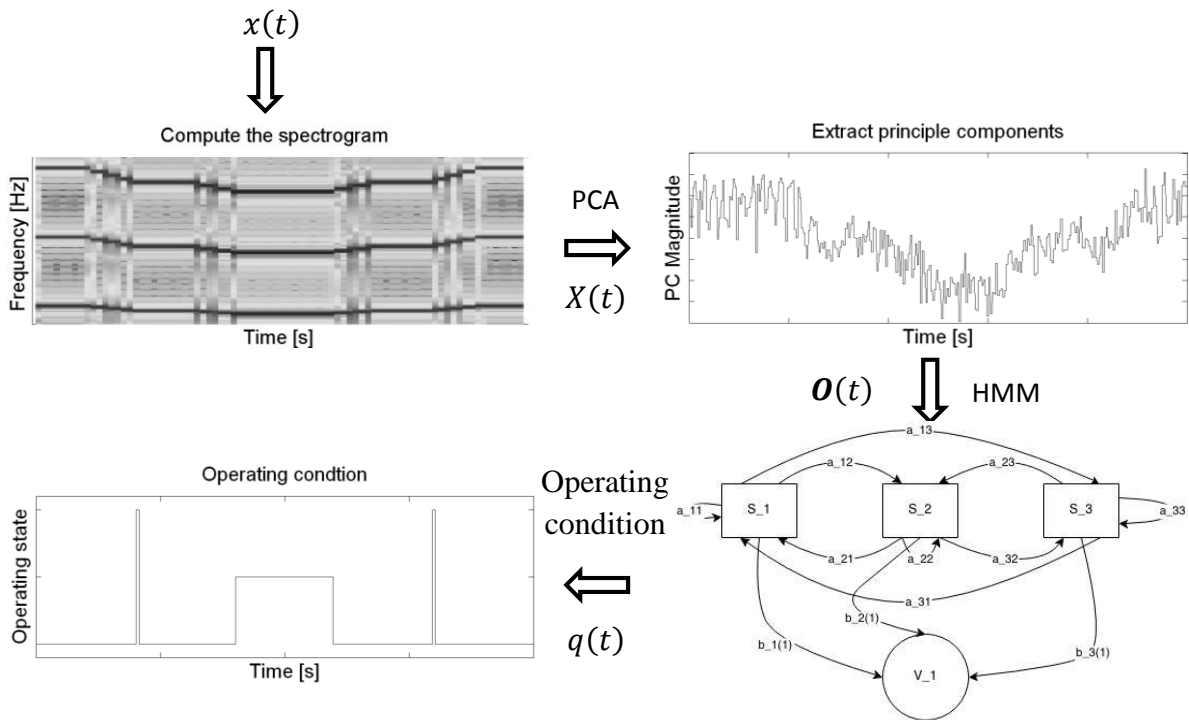 x(t)
Compute the spectrogram
Frequency [Hz]
Time [s]
PCA
X(t)
Extract principle components
PC Magnitude
Time [s]
O(t)
HMM
a_13
a_12
a_23
a_11
S_1
S_2
S_3
a_33
a_21
a_22
a_32
a_31
b_2(1)
b_1(1)
b_3(1)
V_1
Operating
condition
q(t)
Operating condtion
Operating state
Time [s]